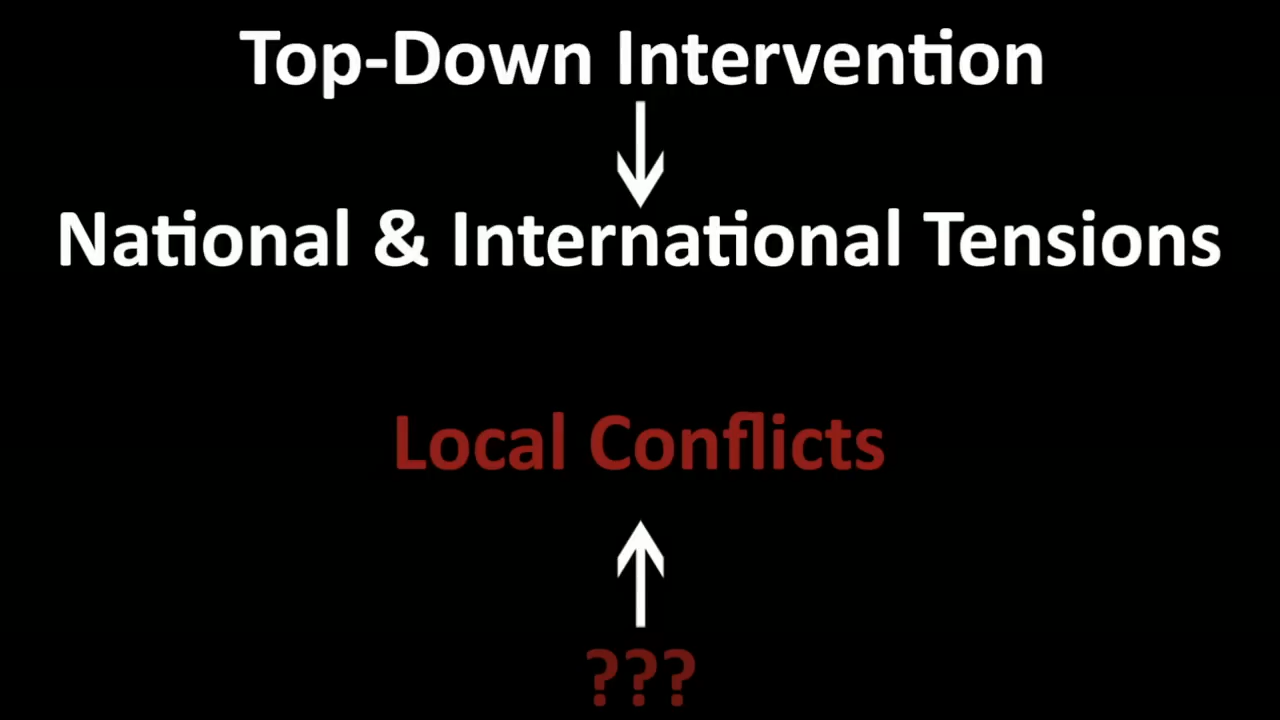 Top-Down Intervention
National & International Tensions
Local Conflicts
???